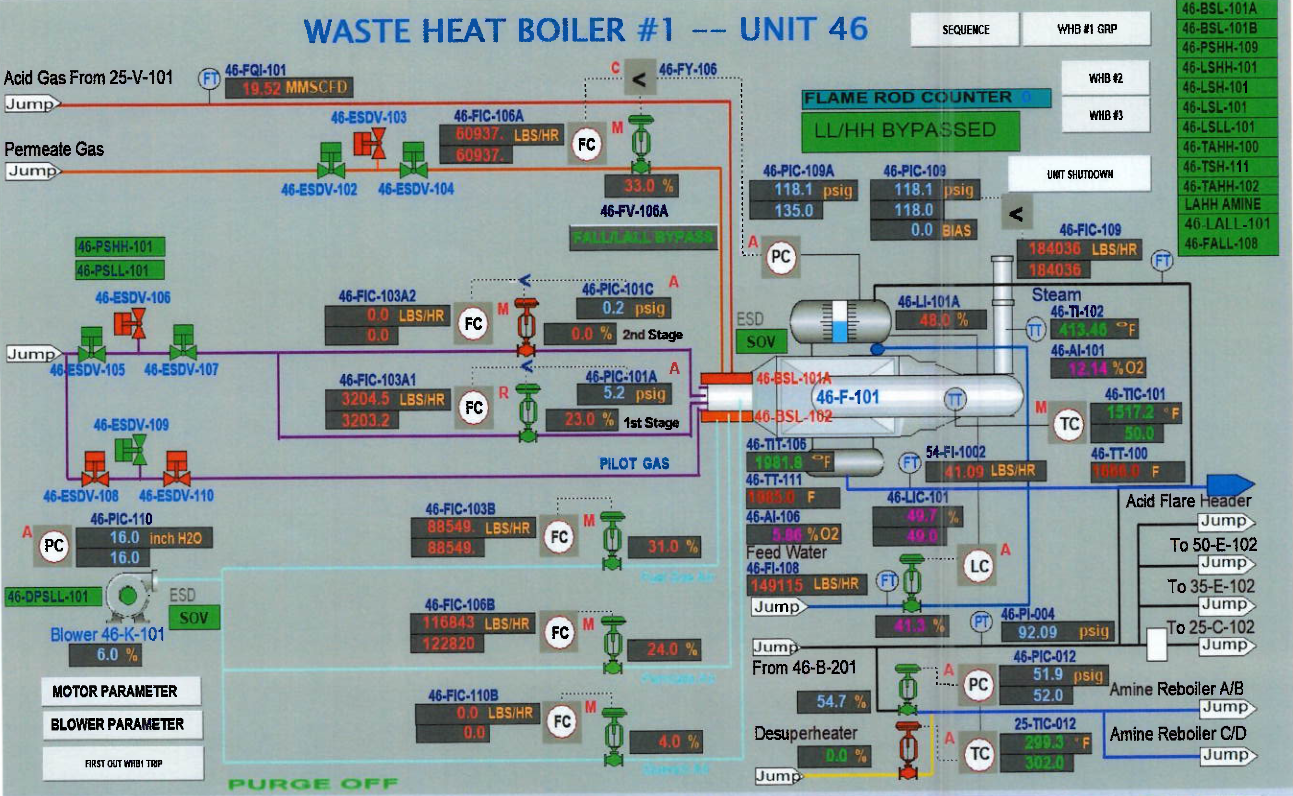 WASTE HEAT BOILER #1 -- UNIT 46
SEQUENCE
WHB #1 GRP
WHB #2
WHB #3
UNIT SHUTDOWN
46-BSL-101A
46-BSL-101B
46-PSHH-109
46-LSHH-101
46-LSH-101
46-LSL-101
46-LSLL-101
46-TAHH-100
46-TSH-111
46-TAHH-102
LAHH AMINE
46-LALL-101
46-FALL-108
Acid Gas From 25-V-101
Jump
FT
46-FQI-101
19.52 MMSCFD
C
<
46-FY-106
FLAME ROD COUNTER 0
LL/HH BYPASSED
46-ESDV-103
46-FIC-106A
60937. LBS/HR
60937.
FC
M
Permeate Gas
Jump
46-ESDV-102
46-ESDV-104
33.0 %
46-FV-106A
FALL/LALL BYPASS
46-PIC-109A
118.1 psig
135.0
46-PIC-109
118.1 psig
118.0
0.0 BIAS
<
46-FIC-109
184036 LBS/HR
184036
FT
A
PC
46-PSHH-101
46-PSLL-101
46-ESDV-106
Jump
46-ESDV-105
46-ESDV-107
46-FIC-103A2
0.0 LBS/HR
0.0
FC
M
<
46-PIC-101C
A
0.2 psig
0.0 %
2nd Stage
46-FIC-103A1
3204.5 LBS/HR
3203.2
FC
R
<
46-PIC-101A
A
5.2 psig
23.0 %
1st Stage
ESD
SOV
46-LI-101A
48.0 %
Steam
46-TI-102
TT
413.46 °F
46-AI-101
12.14 %O2
46-BSL-101A
46-F-101
46-BSL-102
TT
M
TC
46-TIC-101
1517.2 °F
50.0
46-TT-100
1666.0 F
46-ESDV-109
46-ESDV-108
46-ESDV-110
PILOT GAS
46-TIT-106
1981.8 °F
46-TT-111
1985.0 F
46-AI-106
5.86 %O2
FT
54-FI-1002
41.09 LBS/HR
46-LIC-101
49.7 %
49.0
Feed Water
46-FI-108
149115 LBS/HR
Jump
FT
41.3 %
LC
A
Acid Flare Header
Jump
To 50-E-102
Jump
To 35-E-102
Jump
To 25-C-102
Jump
A
PC
46-PIC-110
16.0 inch H2O
16.0
46-DPSLL-101
ESD
SOV
Blower 46-K-101
6.0 %
46-FIC-103B
88549. LBS/HR
88549.
FC
M
31.0 %
46-FIC-106B
116843 LBS/HR
122820
FC
M
24.0 %
46-FIC-110B
0.0 LBS/HR
0.0
FC
M
4.0 %
PT
46-PI-004
92.09 psig
Jump
From 46-B-201
54.7 %
A
PC
46-PIC-012
51.9 psig
52.0
Amine Reboiler A/B
Jump
Desuperheater
0.0 %
Jump
A
TC
25-TIC-012
299.3 °F
302.0
Amine Reboiler C/D
Jump
MOTOR PARAMETER
BLOWER PARAMETER
FIRST OUT WHB1 TRIP
PURGE OFF